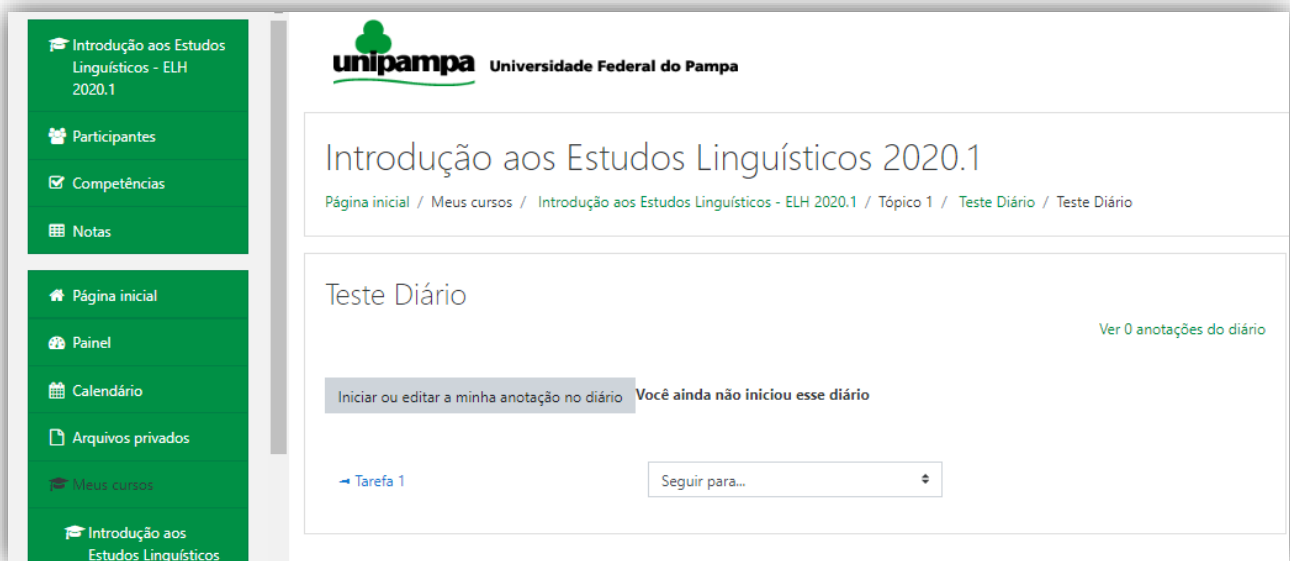 Introdução aos Estudos
Linguísticos - ELH
2020.1
Participantes
Competências
Notas
Página inicial
Painel
Calendário
Arquivos privados
Meus cursos
Introdução aos
Estudos Linguísticos
unipampa Universidade Federal do Pampa
Introdução aos Estudos Linguísticos 2020.1
Página inicial / Meus cursos / Introdução aos Estudos Linguísticos - ELH 2020.1 / Tópico 1 / Teste Diário / Teste Diário
Teste Diário
Ver 0 anotações do diário
Iniciar ou editar a minha anotação no diário Você ainda não iniciou esse diário
Tarefa 1 Seguir para...